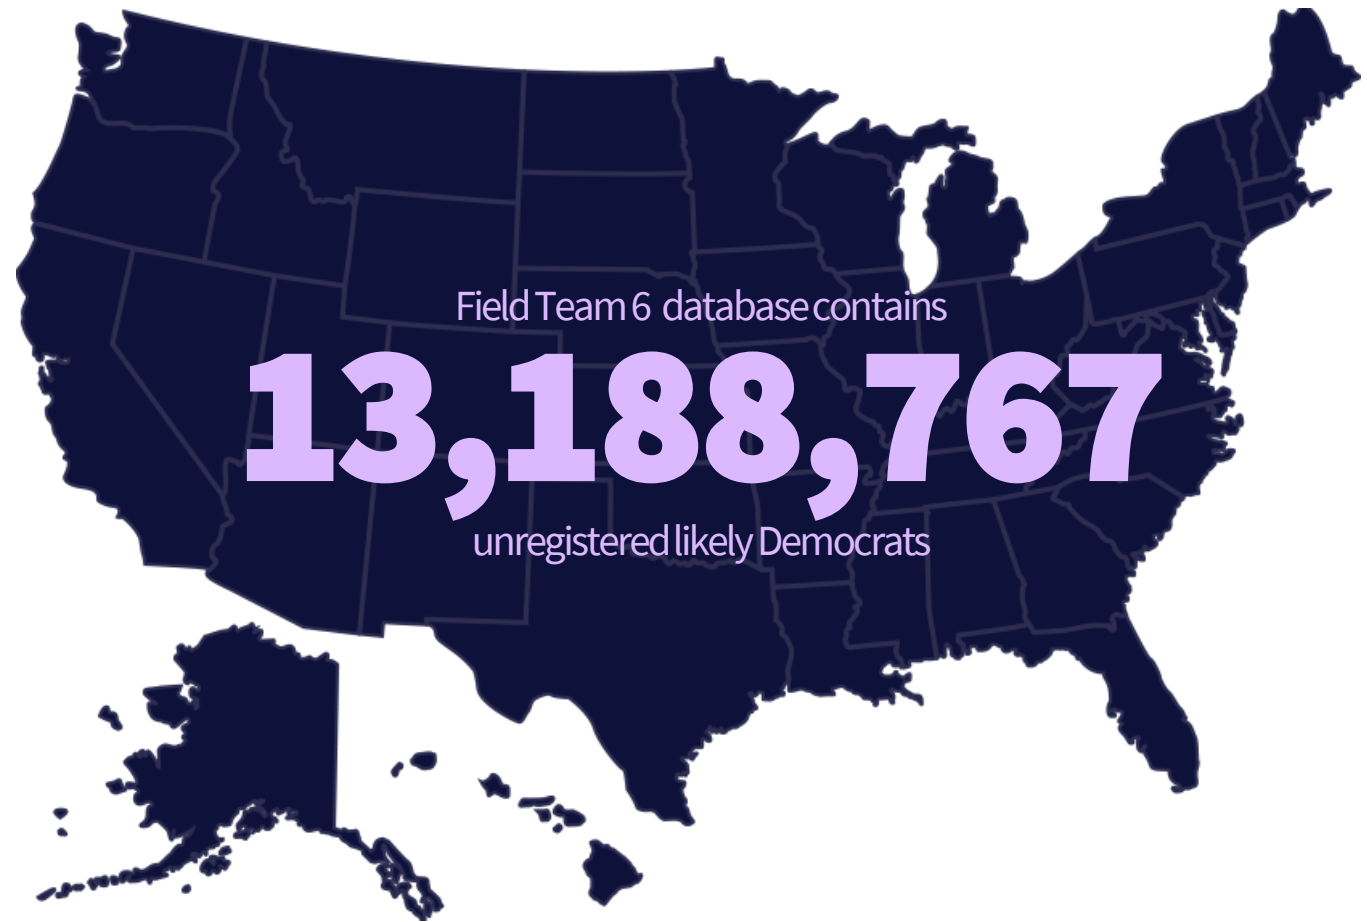 Field Team 6 database contains
13,188,767
unregistered likely Democrats